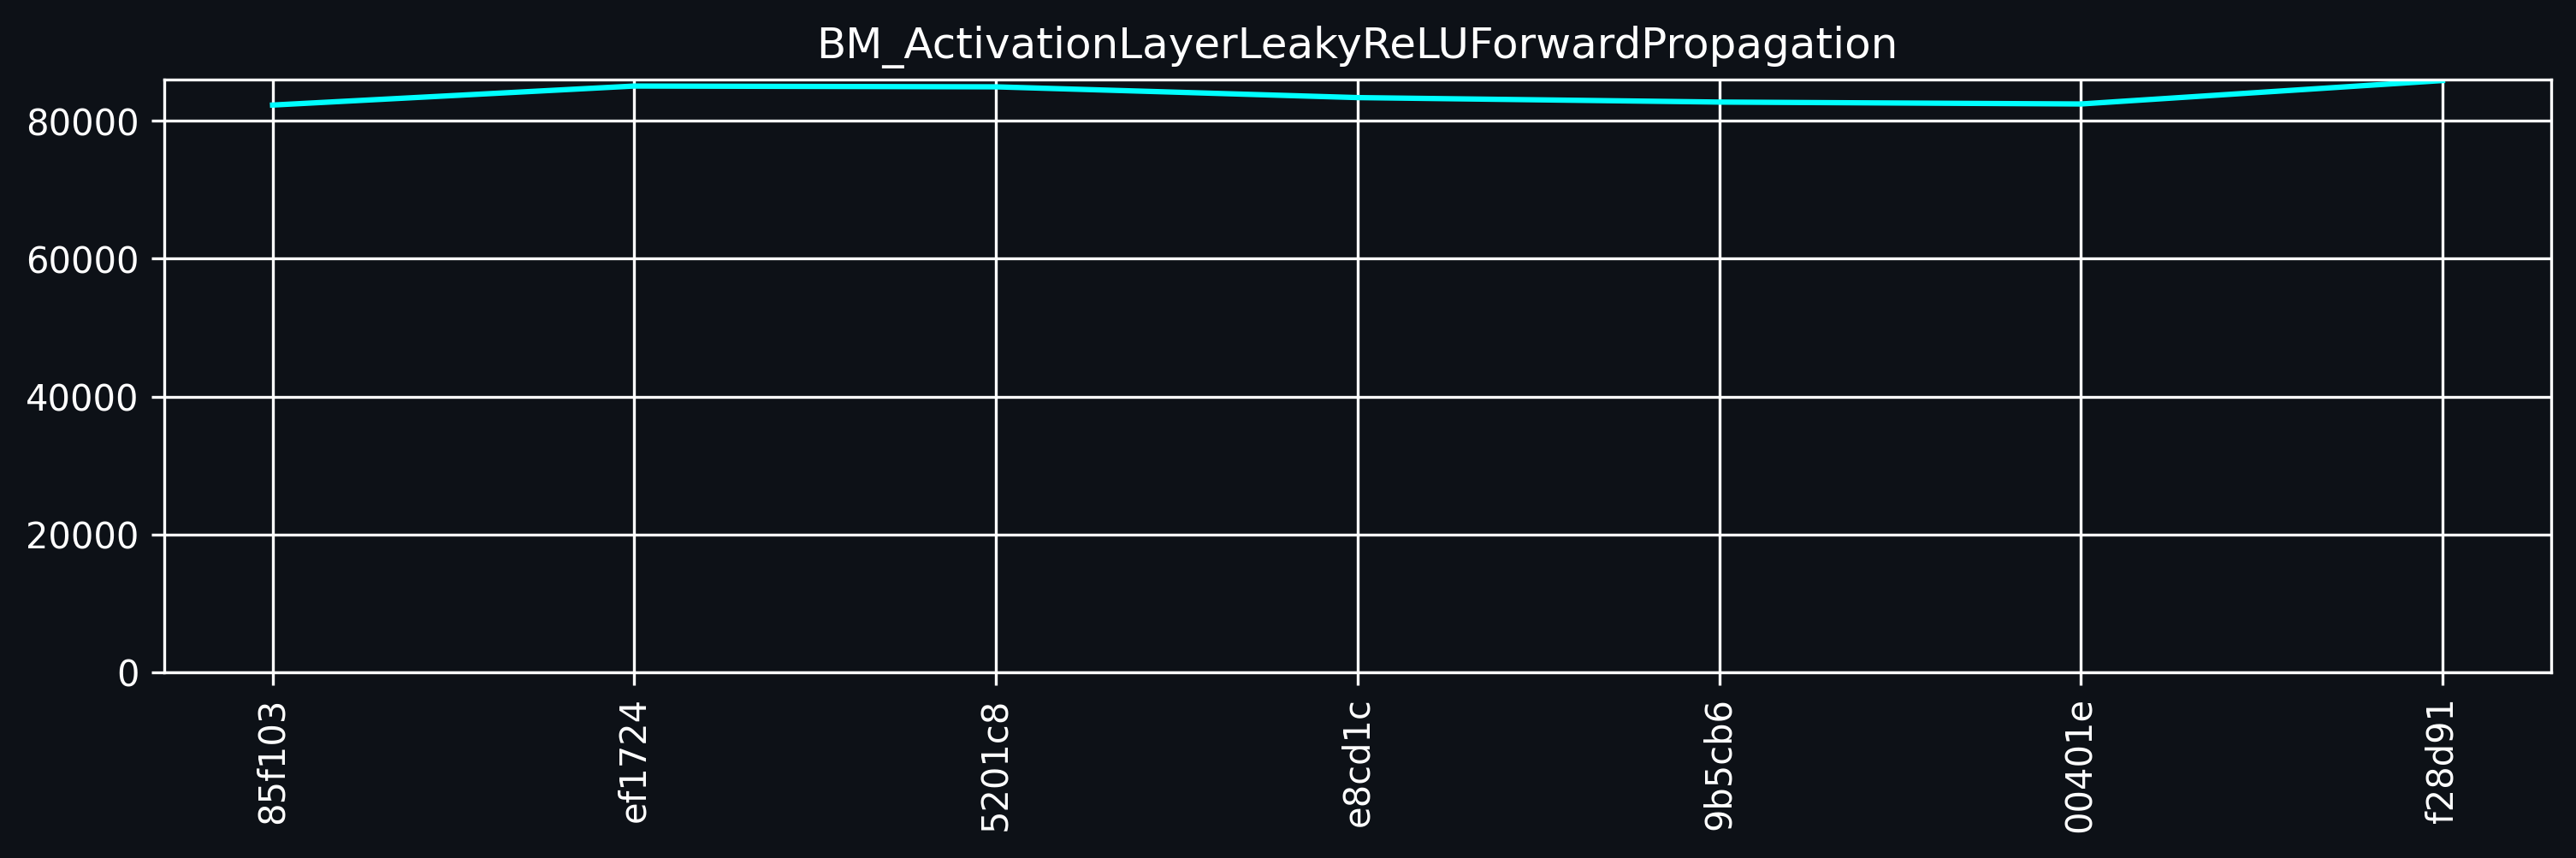 BM_ActivationLayerLeakyReLUForwardPropagation
80000
60000
40000
20000
0
85f103
ef1724
5201c8
e8cd1c
9b5cb6
00401e
f28d91